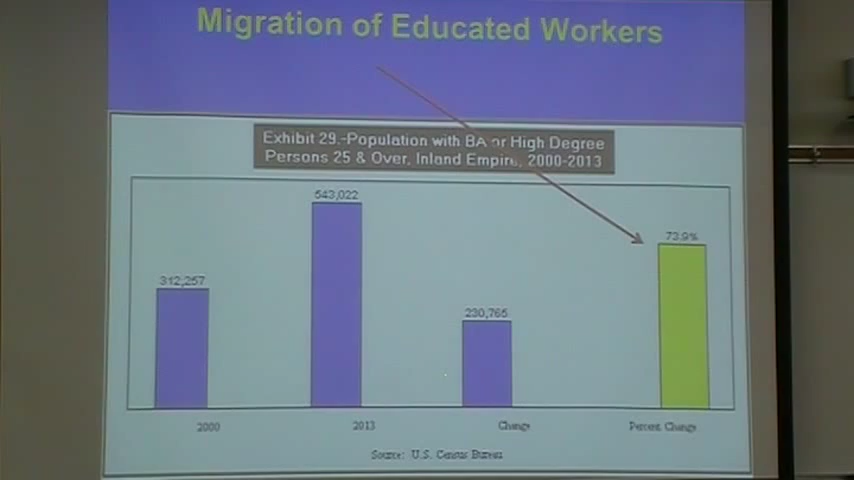 Migration of Educated Workers
Exhibit 29.-Population with BA or High Degree
Persons 25 & Over, Inland Empire, 2000-2013
543,022
73.9%
312,257
230,765
2000
2013
Change
Percent Change
Source: U.S. Census Bureau